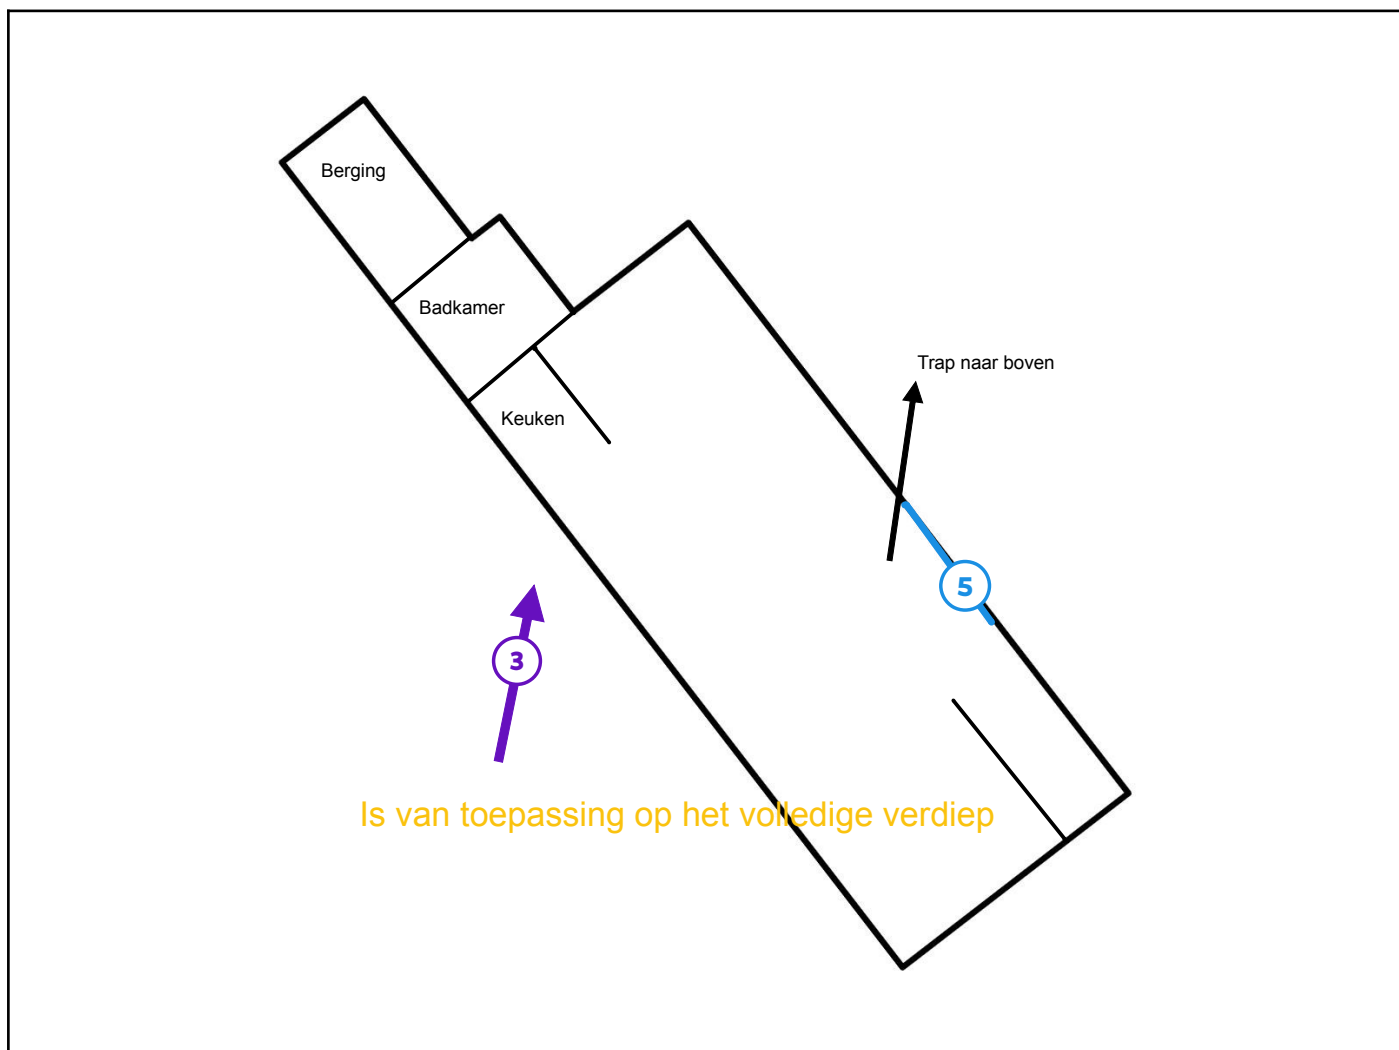 Berging
Badkamer
Trap naar boven
Keuken
5
3
Is van toepassing op het volledige verdiep